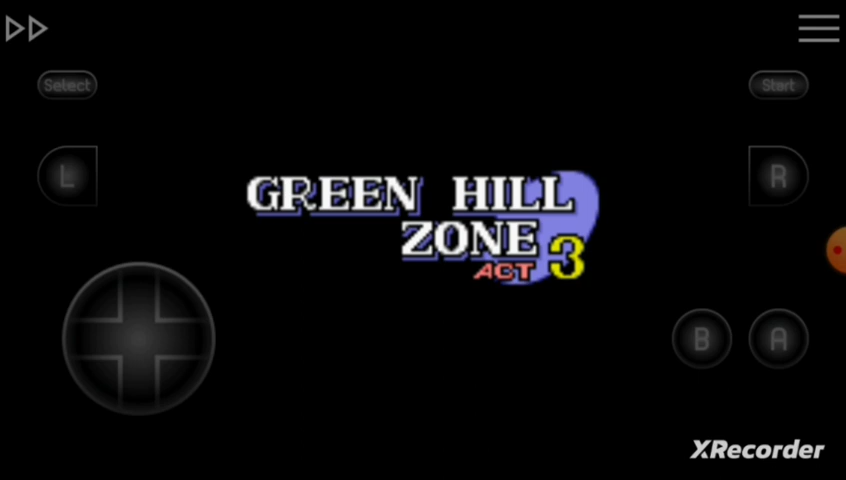 Select
Start
L
R
GREEN HILL
ZONE
ACT 3
B
A
XRecorder